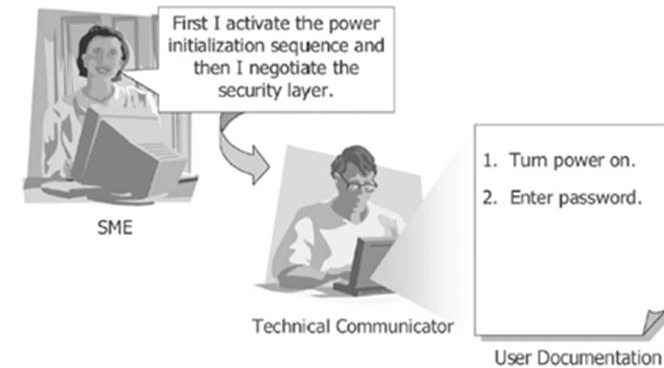 First I activate the power
initialization sequence and
then I negotiate the
security layer.
SME
Technical Communicator
1. Turn power on.
2. Enter password.
User Documentation